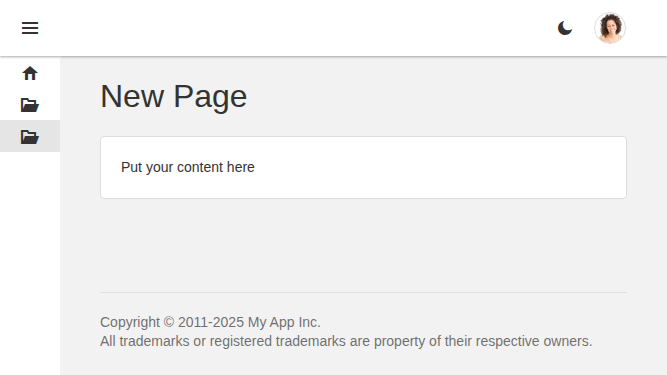 New Page
Put your content here
Copyright © 2011-2025 My App Inc.
All trademarks or registered trademarks are property of their respective owners.